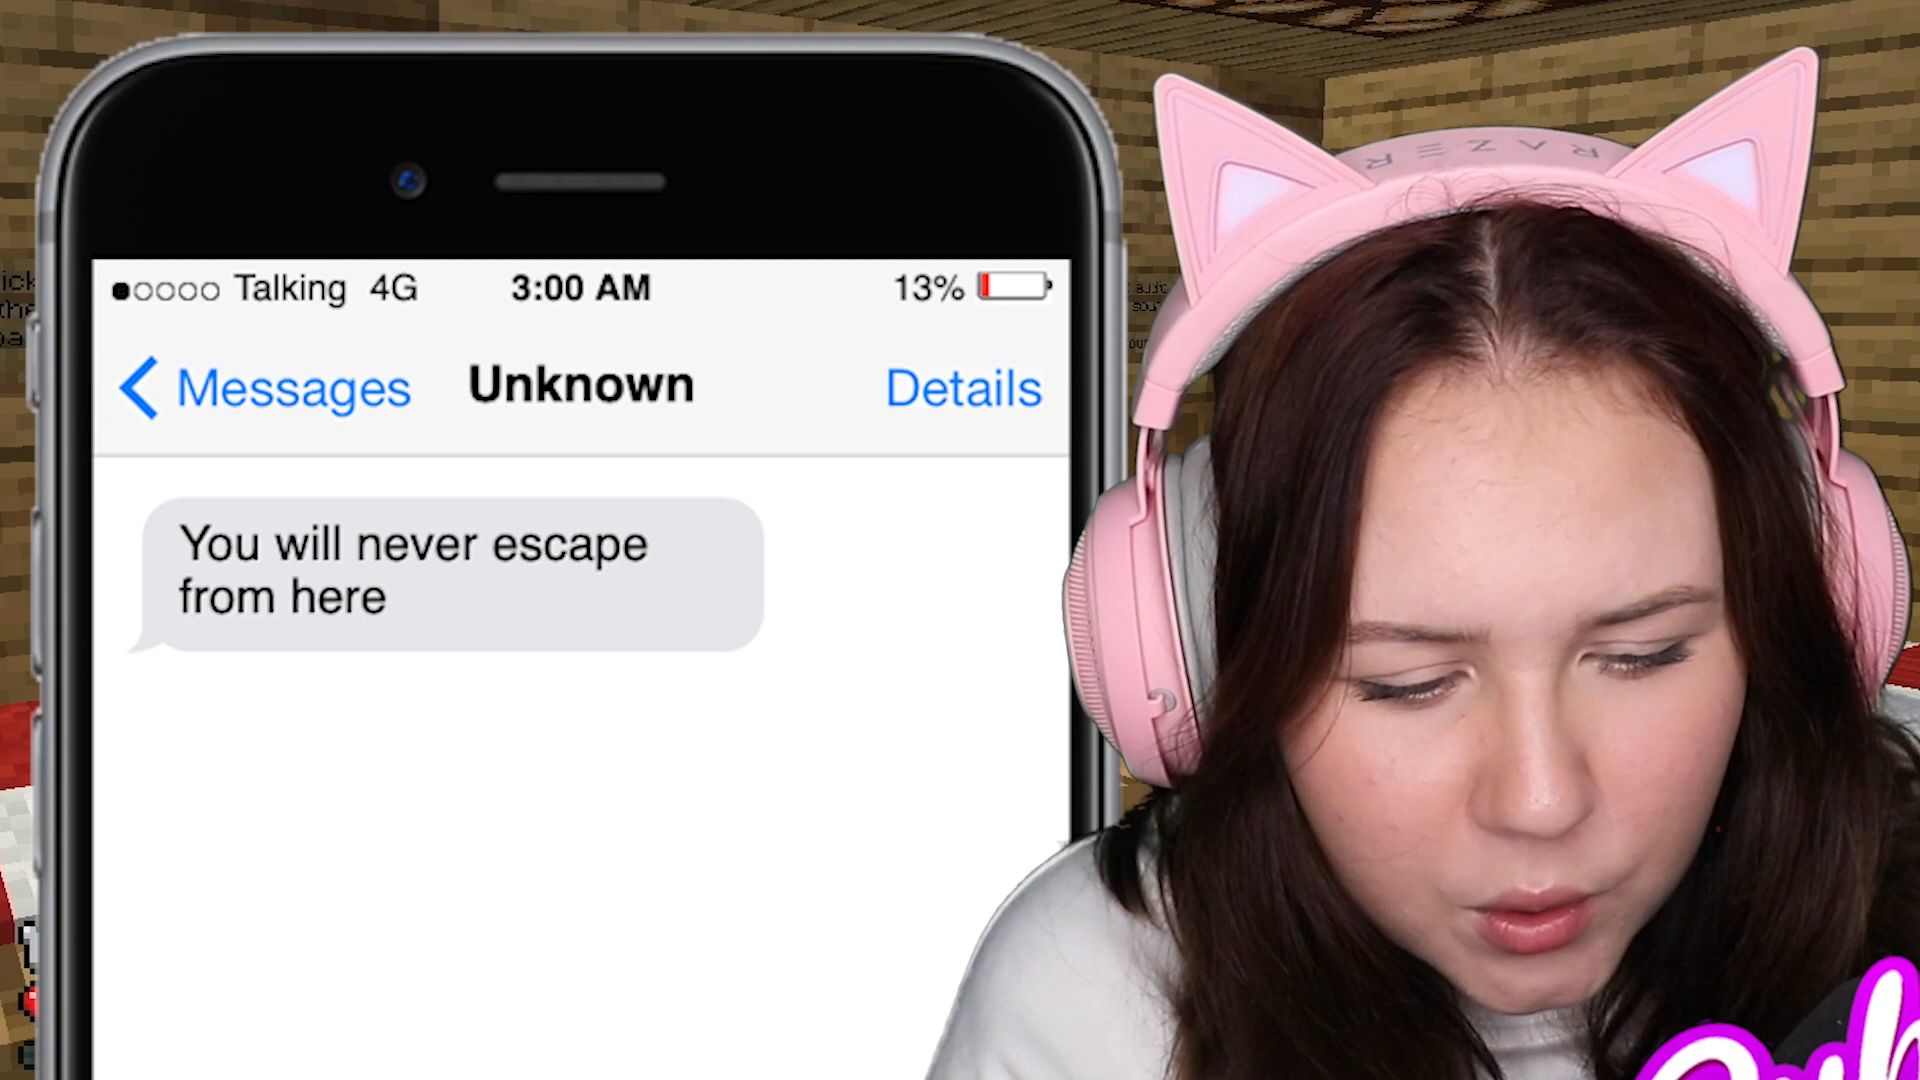 Talking 4G 3:00 AM 13%
Messages Unknown Details
You will never escape
from here
RAZER